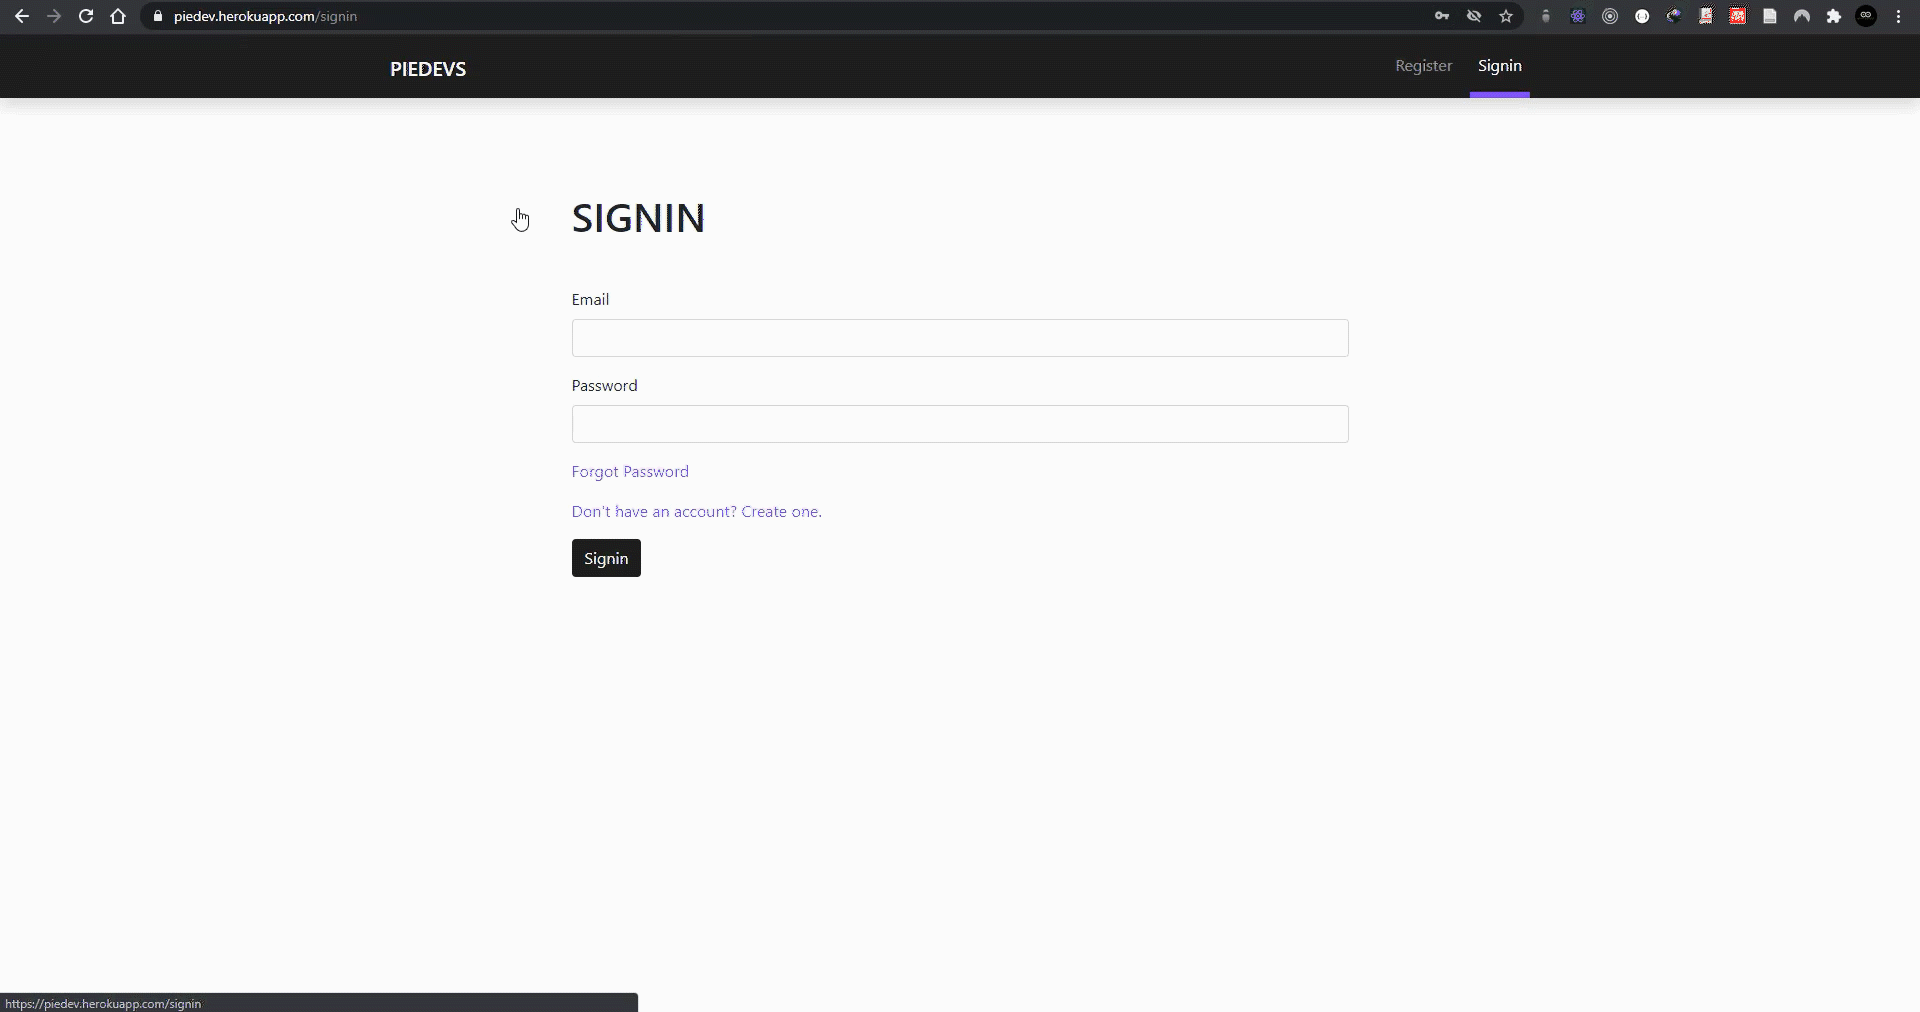 piedev.herokuapp.com/signin
PIEDEVS
Register
Signin
SIGNIN
Email
Password
Forgot Password
Don't have an account? Create one.
Signin
https://piedev.herokuapp.com/signin